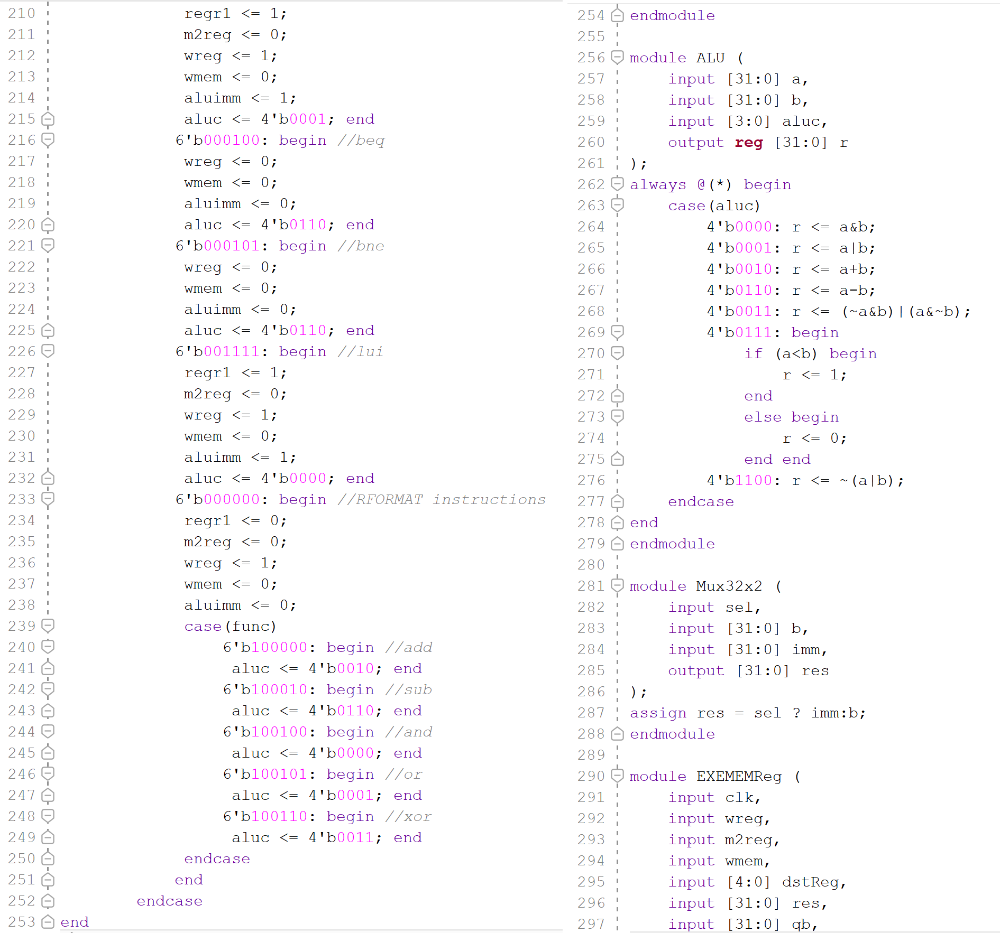 210 regr1 <= 1;
211 m2reg <= 0;
212 wreg <= 1;
213 wmem <= 0;
214 aluimm <= 1;
215 aluc <= 4'b0001; end
216 6'b000100: begin //beq
217 wreg <= 0;
218 wmem <= 0;
219 aluimm <= 0;
220 aluc <= 4'b0110; end
221 6'b000101: begin //bne
222 wreg <= 0;
223 wmem <= 0;
224 aluimm <= 0;
225 aluc <= 4'b0110; end
226 6'b001111: begin //lui
227 regr1 <= 1;
228 m2reg <= 0;
229 wreg <= 1;
230 wmem <= 0;
231 aluimm <= 1;
232 aluc <= 4'b0000; end
233 6'b000000: begin //RFORMAT instructions
234 regr1 <= 0;
235 m2reg <= 0;
236 wreg <= 1;
237 wmem <= 0;
238 aluimm <= 0;
239 case(func)
240 6'b100000: begin //add
241 aluc <= 4'b0010; end
242 6'b100010: begin //sub
243 aluc <= 4'b0110; end
244 6'b100100: begin //and
245 aluc <= 4'b0000; end
246 6'b100101: begin //or
247 aluc <= 4'b0001; end
248 6'b100110: begin //xor
249 aluc <= 4'b0011; end
250 endcase
251 end
252 endcase
253 end
254 endmodule
255
256 module ALU (
257 input [31:0] a,
258 input [31:0] b,
259 input [3:0] aluc,
260 output reg [31:0] r
261 );
262 always @(*) begin
263 case(aluc)
264 4'b0000: r <= a&b;
265 4'b0001: r <= a|b;
266 4'b0010: r <= a+b;
267 4'b0110: r <= a-b;
268 4'b0011: r <= (~a&b)|(a&~b);
269 4'b0111: begin
270 if (a<b) begin
271 r <= 1;
272 end
273 else begin
274 r <= 0;
275 end end
276 4'b1100: r <= ~(a|b);
277 endcase
278 end
279 endmodule
280
281 module Mux32x2 (
282 input sel,
283 input [31:0] b,
284 input [31:0] imm,
285 output [31:0] res
286 );
287 assign res = sel ? imm:b;
288 endmodule
289
290 module EXEMEMReg (
291 input clk,
292 input wreg,
293 input m2reg,
294 input wmem,
295 input [4:0] dstReg,
296 input [31:0] res,
297 input [31:0] qb,